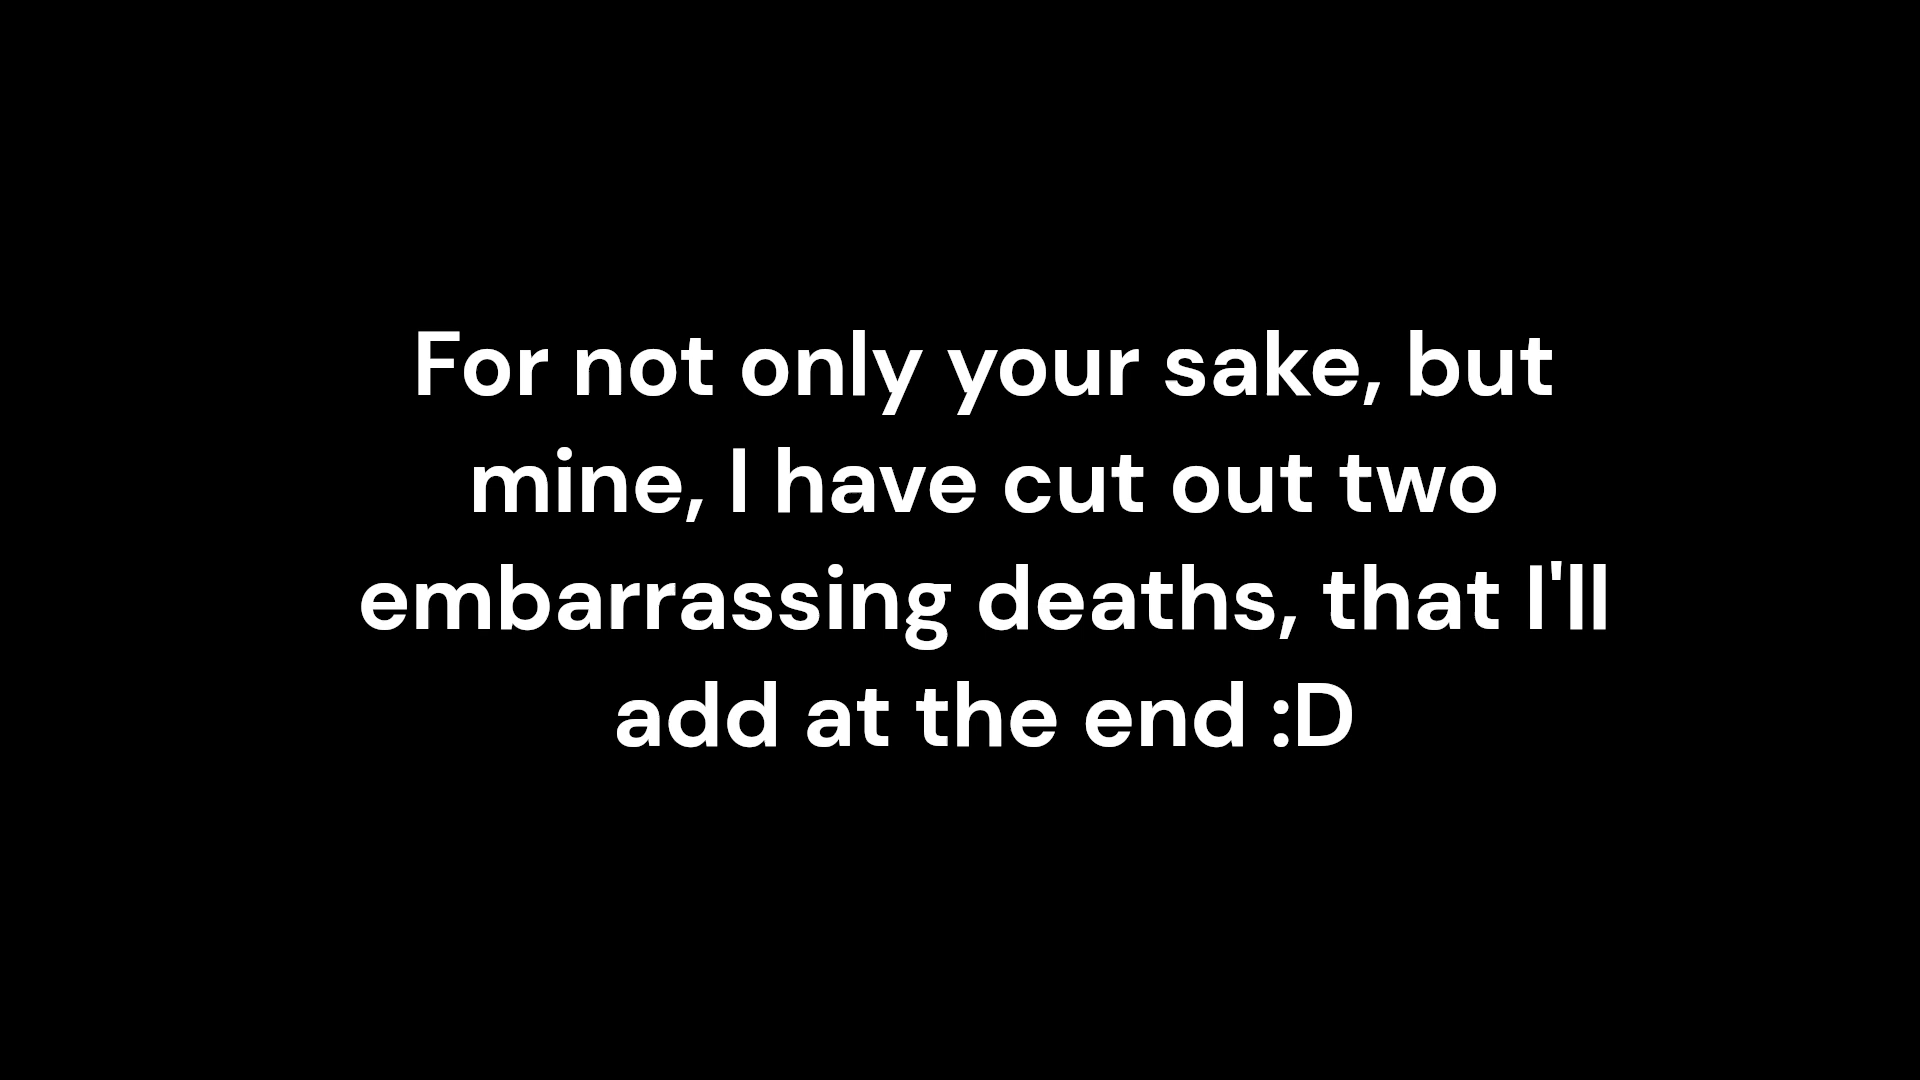 For not only your sake, but
mine, I have cut out two
embarrassing deaths, that I'll
add at the end :D